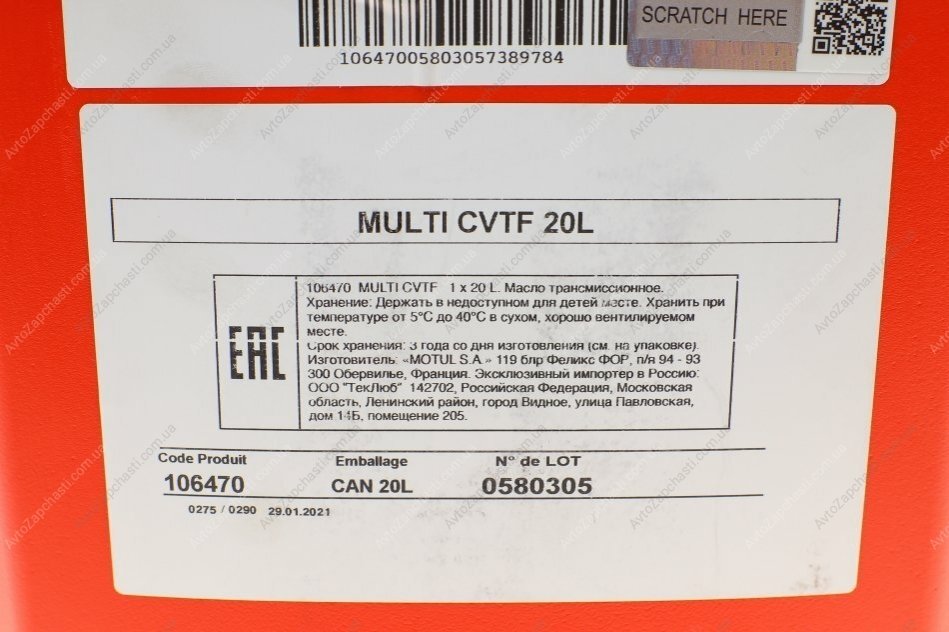 SCRATCH HERE
10647005803057389784
MULTI CVTF 20L
EAC
106470 MULTI CVTF 1 x 20 L. Масло трансмиссионное.
Хранение: Держать в недоступном для детей месте. Хранить при
температуре от 5°C до 40°C в сухом, хорошо вентилируемом
месте.
Срок хранения: 3 года со дня изготовления (см. на упаковке).
Изготовитель: «MOTUL S.A.» 119 блр Феликс ФОР, п/я 94 - 93
300 Обервилье, Франция. Эксклюзивный импортер в Россию:
ООО "ТекЛюб" 142702, Российская Федерация, Московская
область, Ленинский район, город Видное, улица Павловская,
дом 14Б, помещение 205.
Code Produit Emballage N° de LOT
106470 CAN 20L 0580305
0275 / 0290 29.01.2021
AvtoZapchasti.com.ua